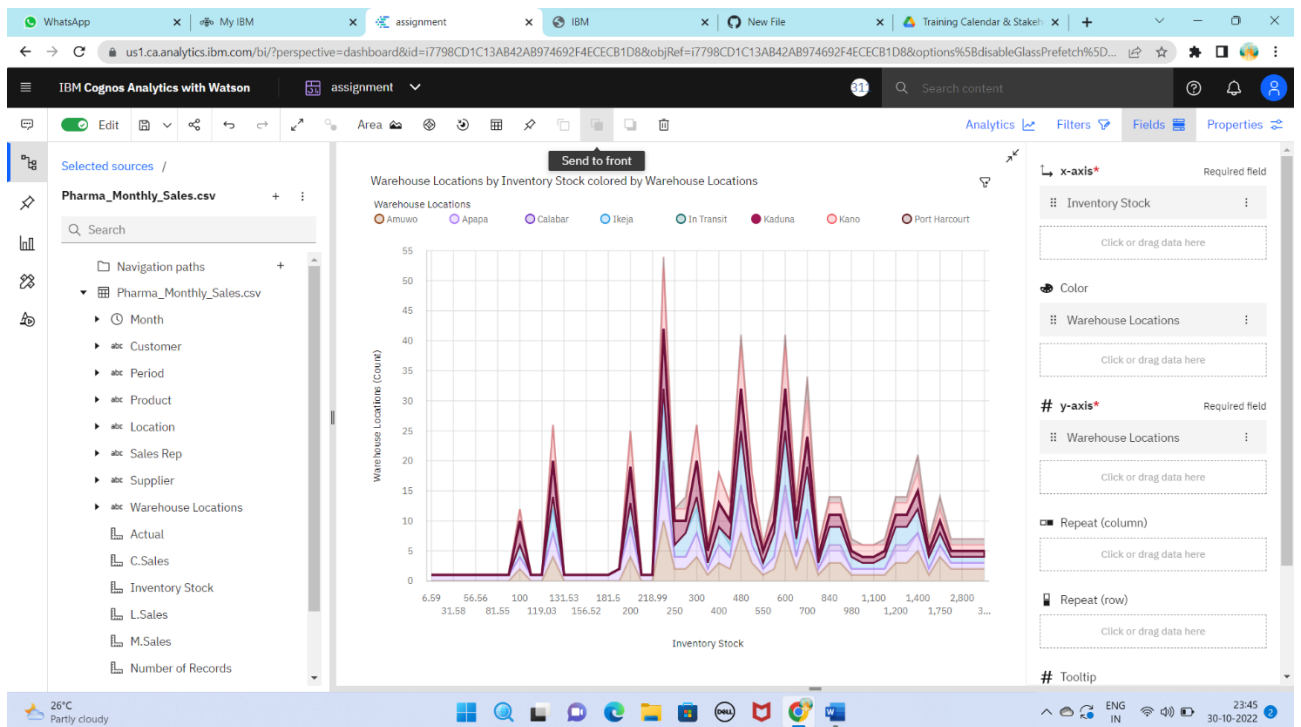 WhatsApp
My IBM
assignment
IBM
New File
Training Calendar & Stakeh
us1.ca.analytics.ibm.com/bi/?perspective=dashboard&id=i7798CD1C13AB42AB974692F4ECECB1D8&objRef=i7798CD1C13AB42AB974692F4ECECB1D8&options%5BdisableGlassPrefetch%5D...
IBM Cognos Analytics with Watson
assignment
Search content
Edit
Area
Analytics
Filters
Fields
Properties
Send to front
Selected sources /
Pharma_Monthly_Sales.csv
Search
Navigation paths
Pharma_Monthly_Sales.csv
Month
abc Customer
abc Period
abc Product
abc Location
abc Sales Rep
abc Supplier
abc Warehouse Locations
Actual
C.Sales
Inventory Stock
L.Sales
M.Sales
Number of Records
Warehouse Locations by Inventory Stock colored by Warehouse Locations
Warehouse Locations
Amuwo Apapa Calabar Ikeja In Transit Kaduna Kano Port Harcourt
Warehouse Locations (Count)
55
50
45
40
35
30
25
20
15
10
5
0
6.59 56.56 100 131.53 181.5 218.99 300 480 600 840 1,100 1,400 2,800
31.58 81.55 119.03 156.52 200 250 400 550 700 980 1,200 1,750 3...
Inventory Stock
x-axis* Required field
Inventory Stock
Click or drag data here
Color
Warehouse Locations
Click or drag data here
# y-axis* Required field
Warehouse Locations
Click or drag data here
Repeat (column)
Click or drag data here
Repeat (row)
Click or drag data here
# Tooltip
26°C
Partly cloudy
DELL
ENG
IN
23:45
30-10-2022
2